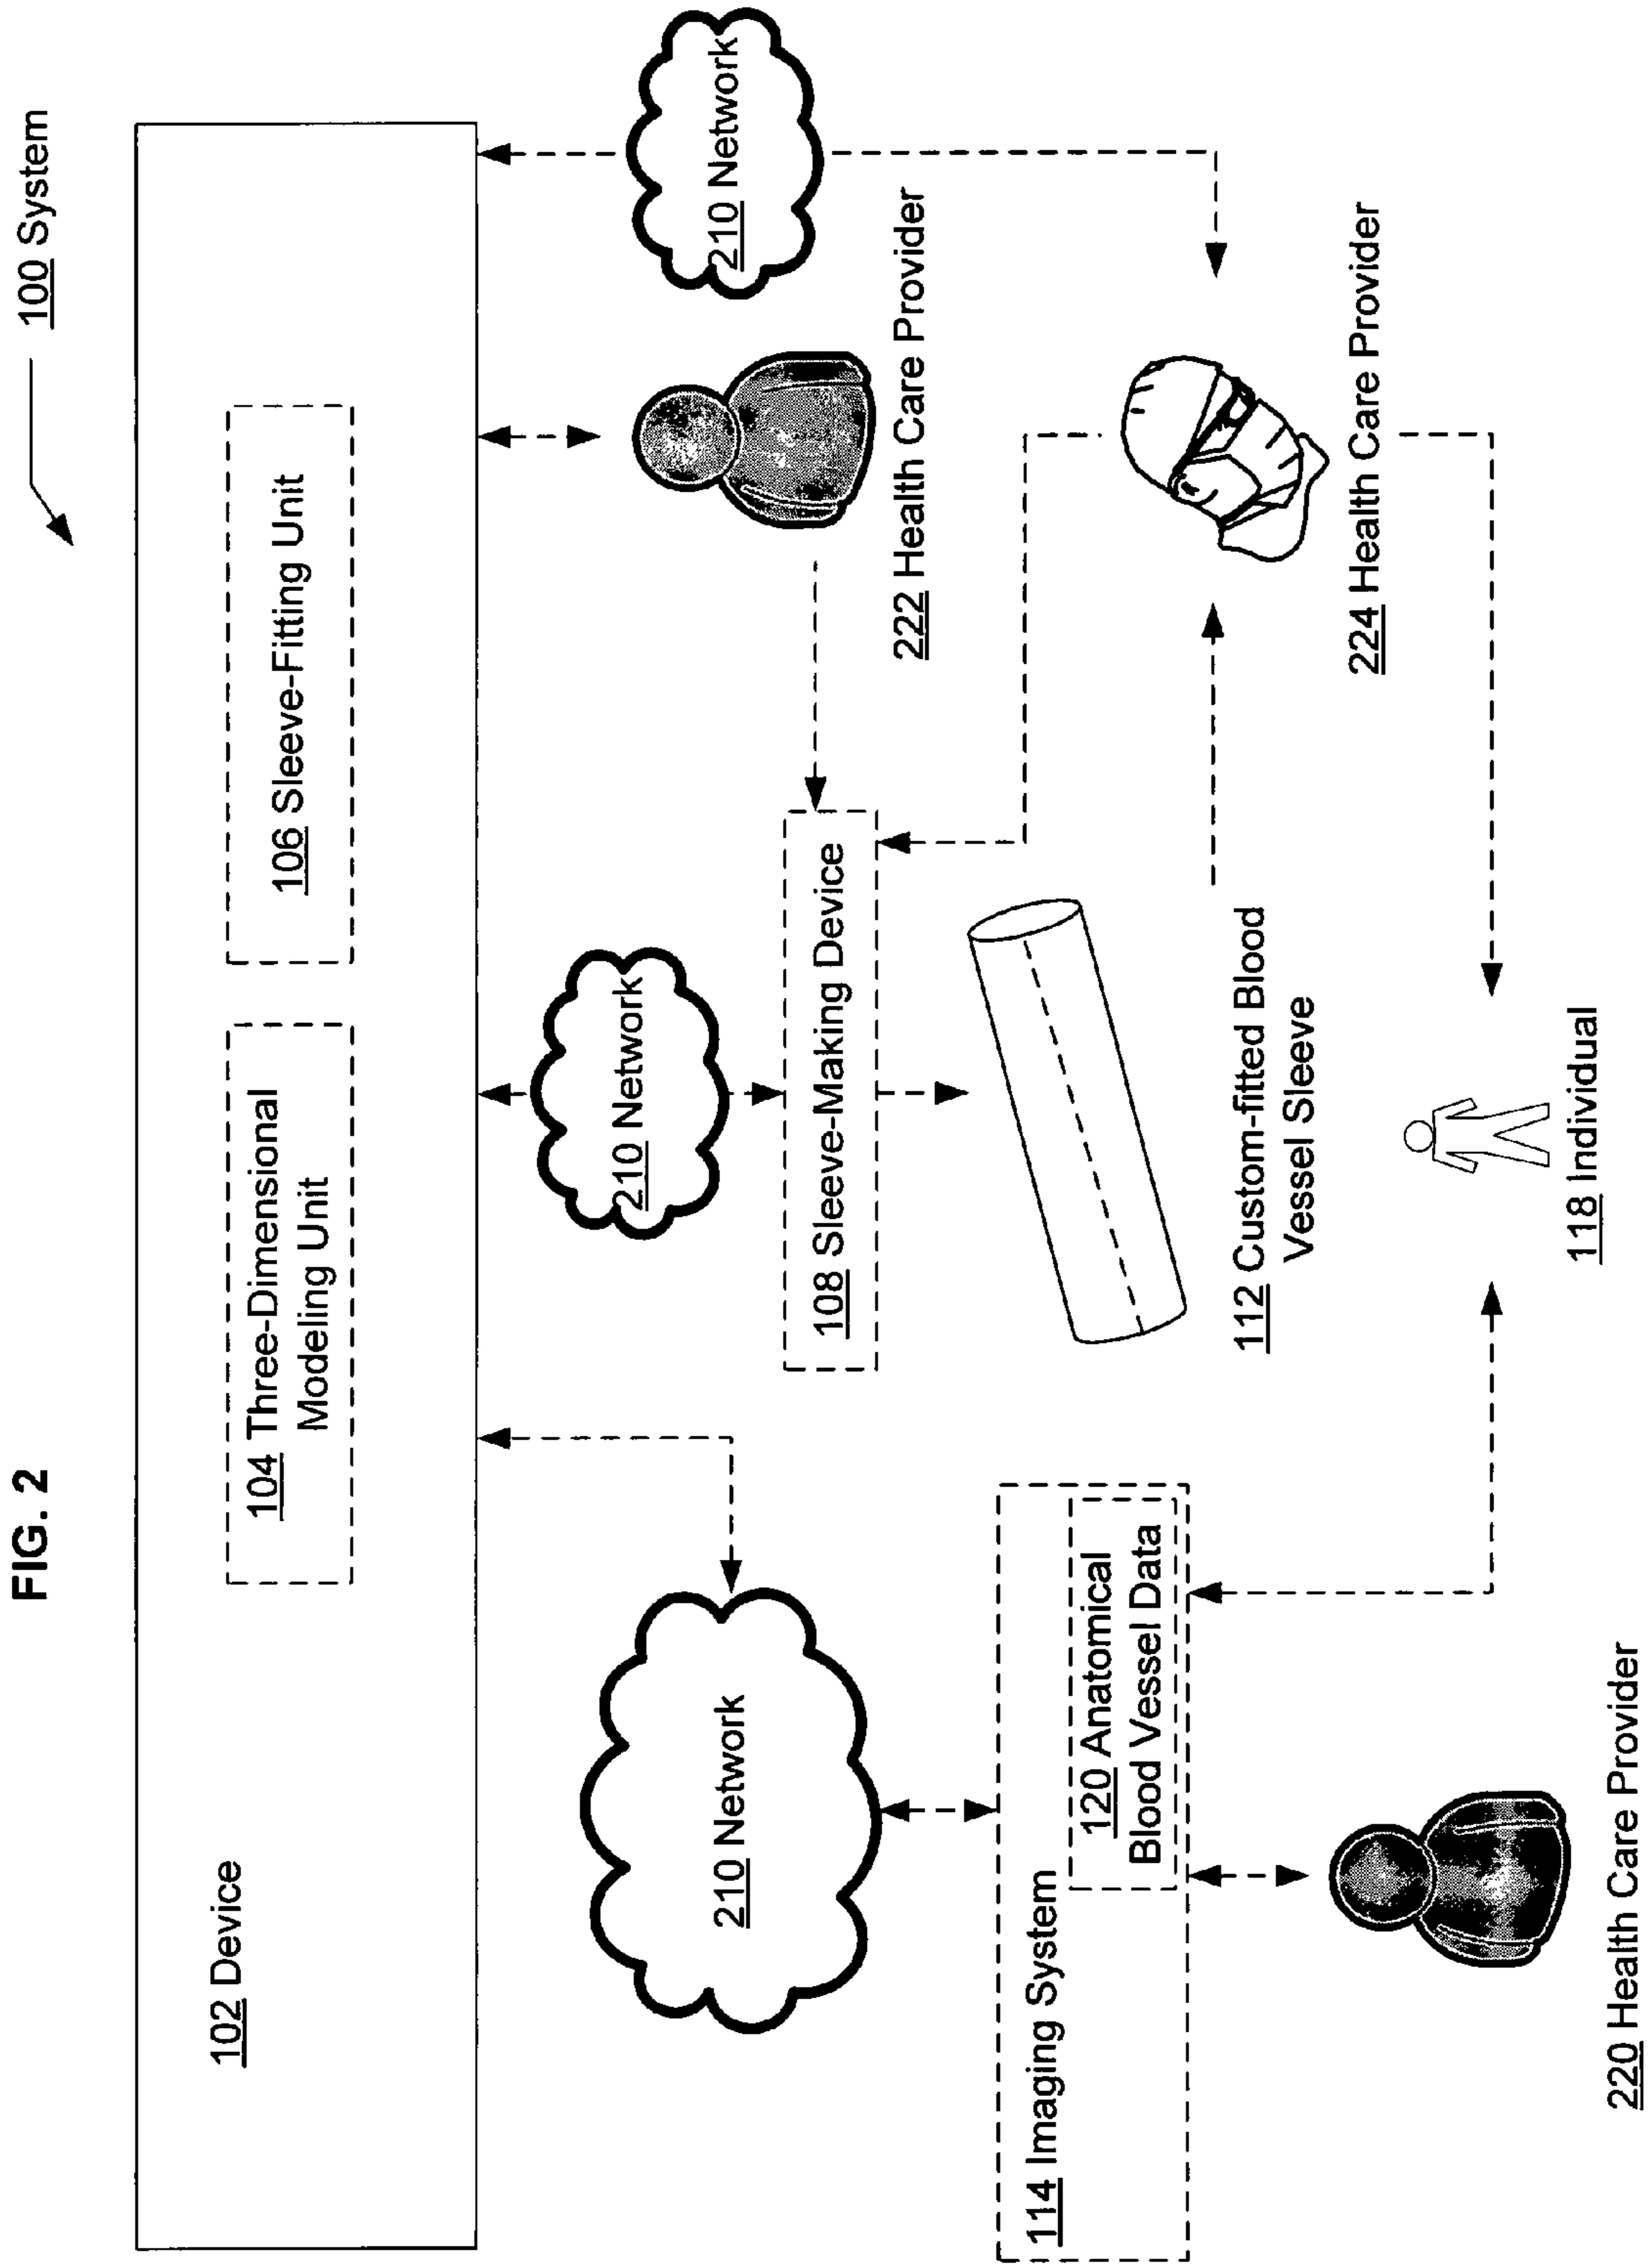 FIG. 2
100 System
102 Device
104 Three-Dimensional
Modeling Unit
106 Sleeve-Fitting Unit
210 Network
210 Network
210 Network
114 Imaging System
120 Anatomical
Blood Vessel Data
108 Sleeve-Making Device
222 Health Care Provider
112 Custom-fitted Blood
Vessel Sleeve
224 Health Care Provider
220 Health Care Provider
118 Individual